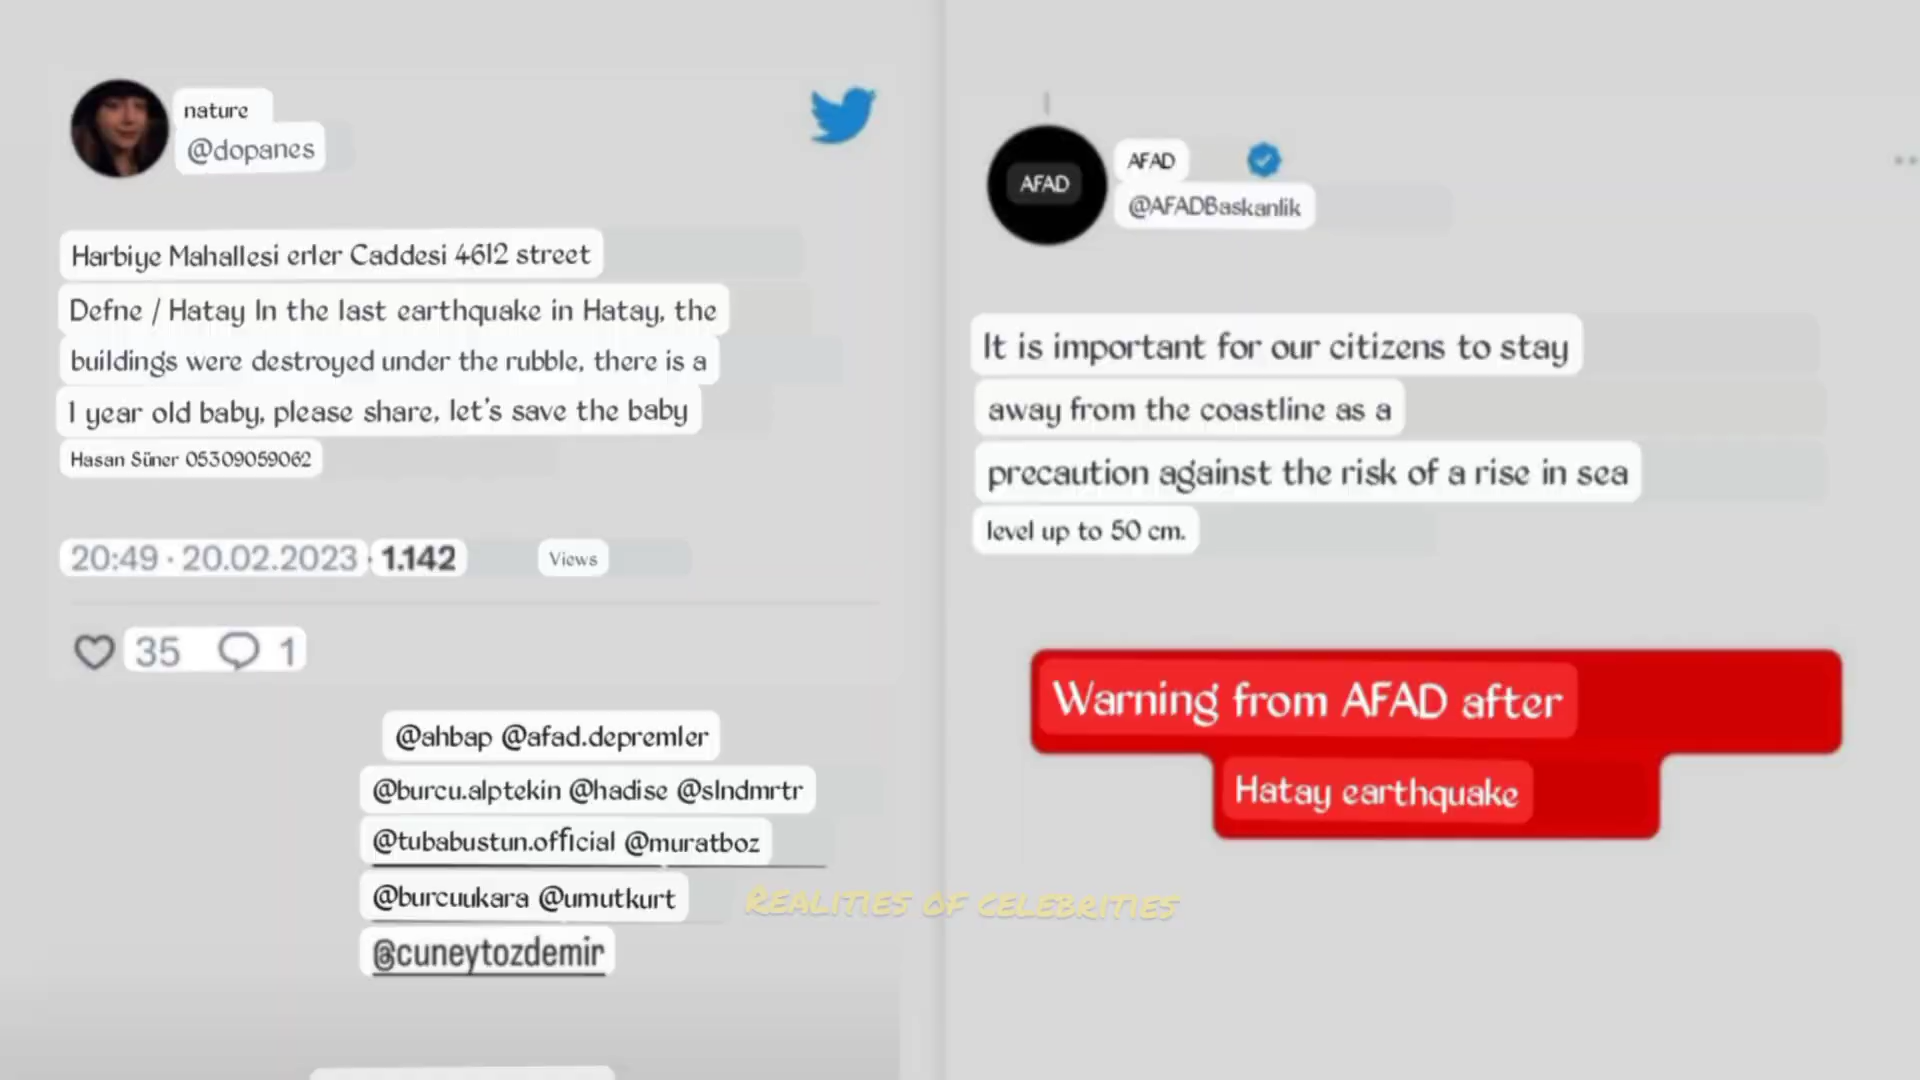 nature
@dopanes
Harbiye Mahallesi erler Caddesi 4612 street
Defne / Hatay In the last earthquake in Hatay, the
buildings were destroyed under the rubble, there is a
1 year old baby, please share, let's save the baby
Hasan Süner 05309059062
20:49 · 20.02.2023 · 1.142 Views
35 1
@ahbap @afad.depremler
@burcu.alptekin @hadise @slndmrtr
@tubabustun.official @muratboz
@burcuukara @umutkurt
@cuneytozdemir
AFAD
AFAD
@AFADBaskanlik
It is important for our citizens to stay
away from the coastline as a
precaution against the risk of a rise in sea
level up to 50 cm.
Warning from AFAD after
Hatay earthquake
Realities of celebrities